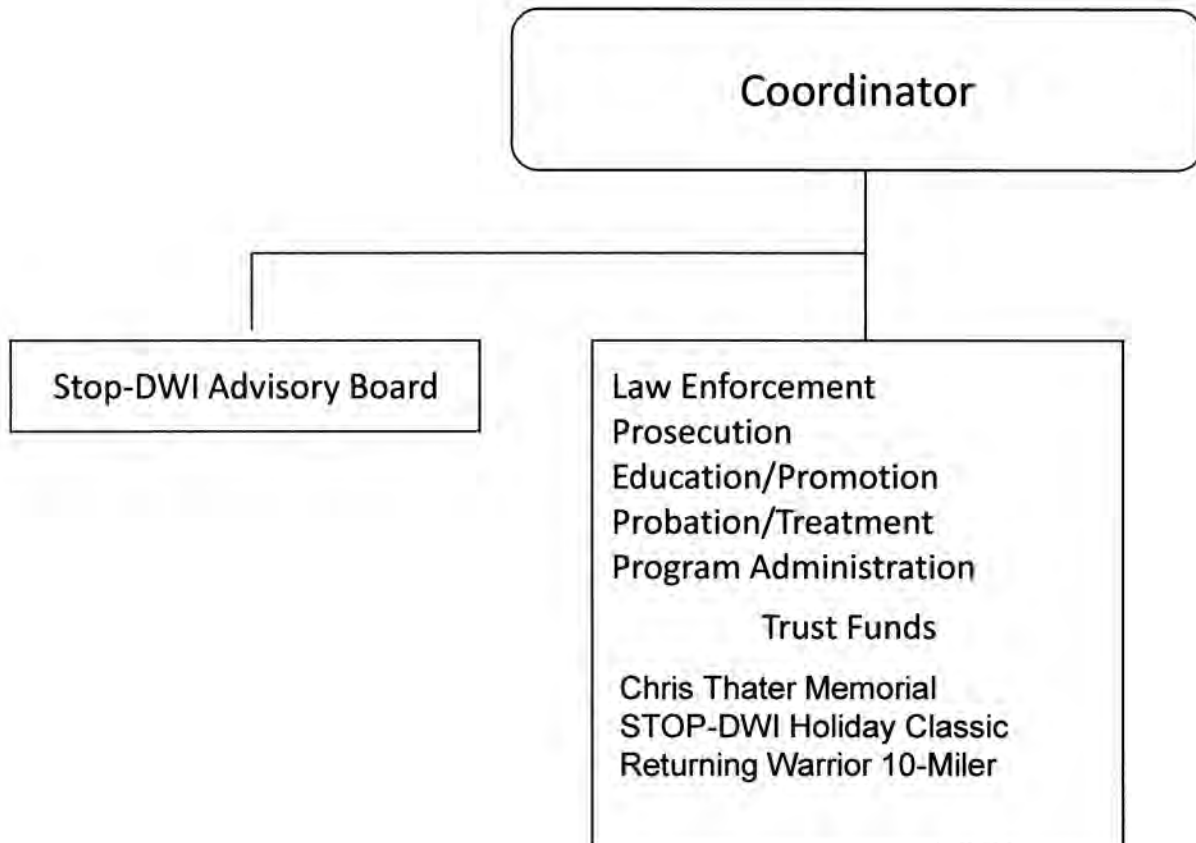 Coordinator
Stop-DWI Advisory Board
Law Enforcement
Prosecution
Education/Promotion
Probation/Treatment
Program Administration
Trust Funds
Chris Thater Memorial
STOP-DWI Holiday Classic
Returning Warrior 10-Miler